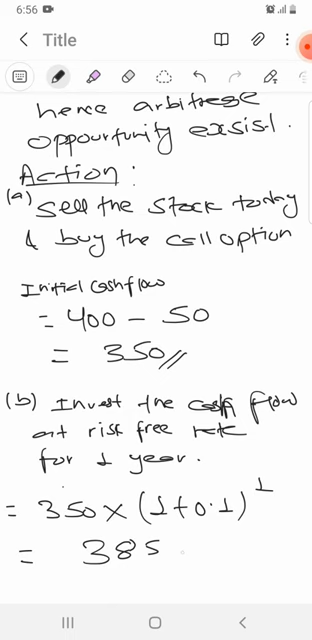 6:56
Title
hence arbitrage
oppourtunity exsist.
Action :
(a) Sell the stock today
& buy the call option
Initial cashflow
= 400 - 50
= 350//
(b) Invest the cash flow
at risk free rate
for 1 year.
= 350 x (1+0.1)^1
= 385